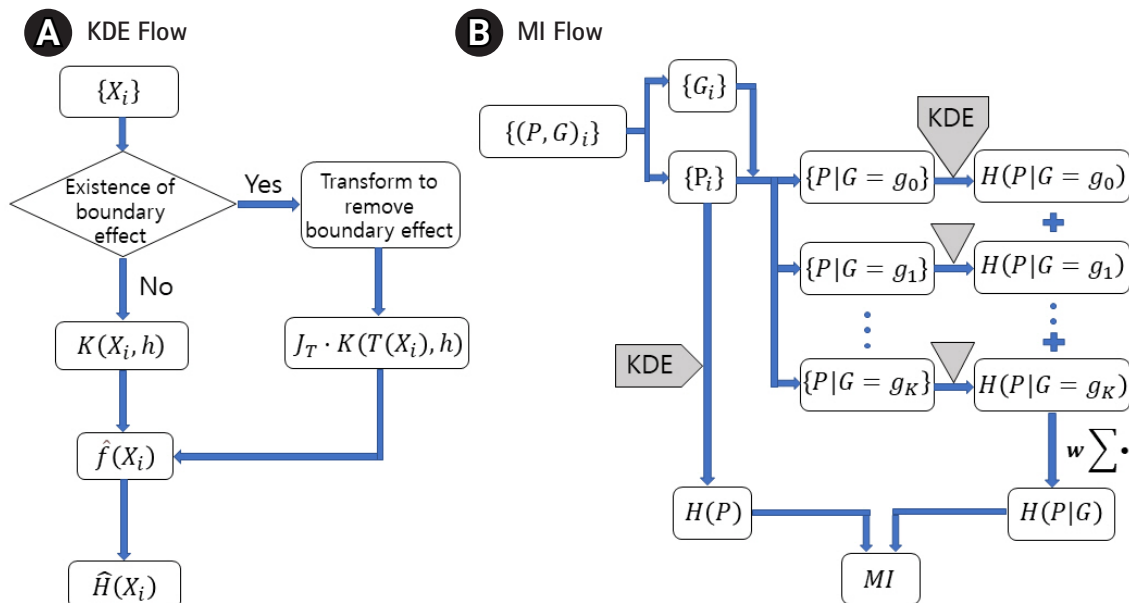 A KDE Flow
{X_i}
Existence of
boundary
effect
Yes
Transform to
remove
boundary effect
No
K(X_i, h)
J_T · K(T(X_i), h)
f̂(X_i)
Ĥ(X_i)
B MI Flow
{(P, G)_i}
{G_i}
{P_i}
KDE
{P|G = g_0}
H(P|G = g_0)
+
{P|G = g_1}
H(P|G = g_1)
+
{P|G = g_K}
H(P|G = g_K)
KDE
w ∑ •
H(P)
H(P|G)
MI